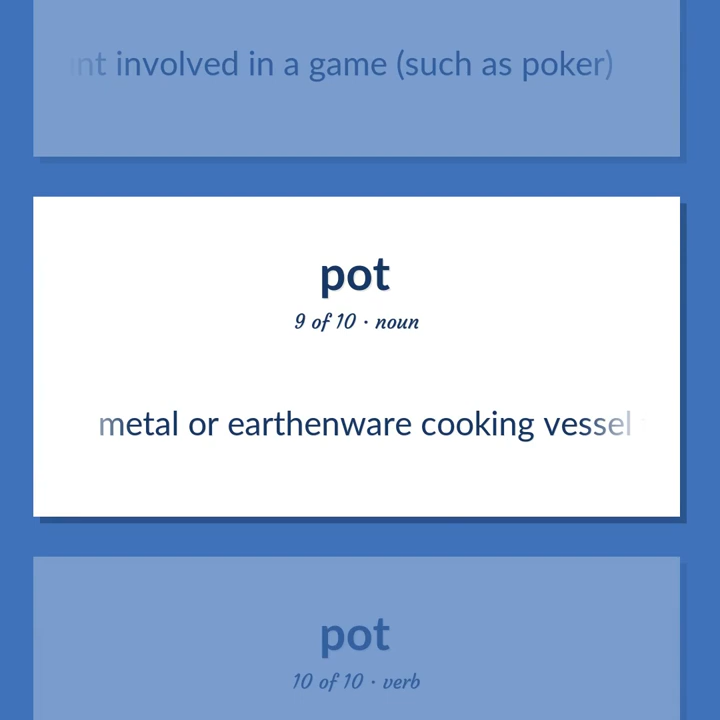 involved in a game (such as poker)
pot
9 of 10 · noun
metal or earthenware cooking vessel
pot
10 of 10 · verb